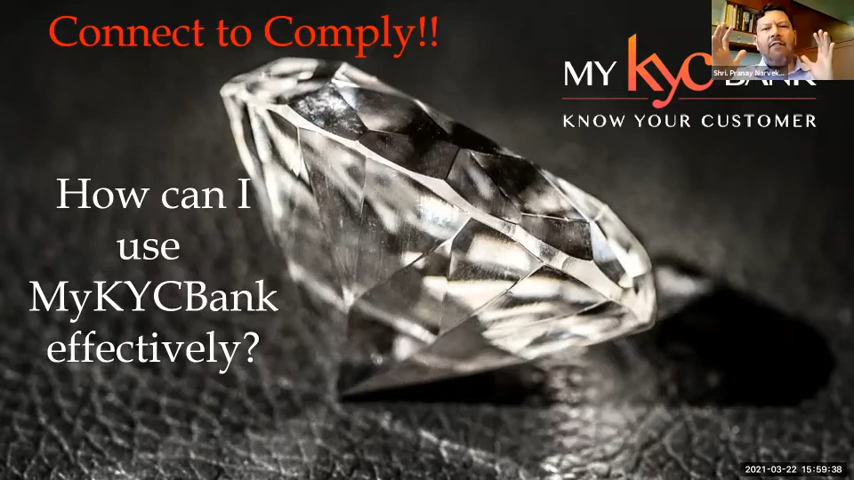 Connect to Comply!!
MY kyc BANK
KNOW YOUR CUSTOMER
Shri. Pranay Narvek...
How can I
use
MyKYCBank
effectively?
2021-03-22 15:59:38